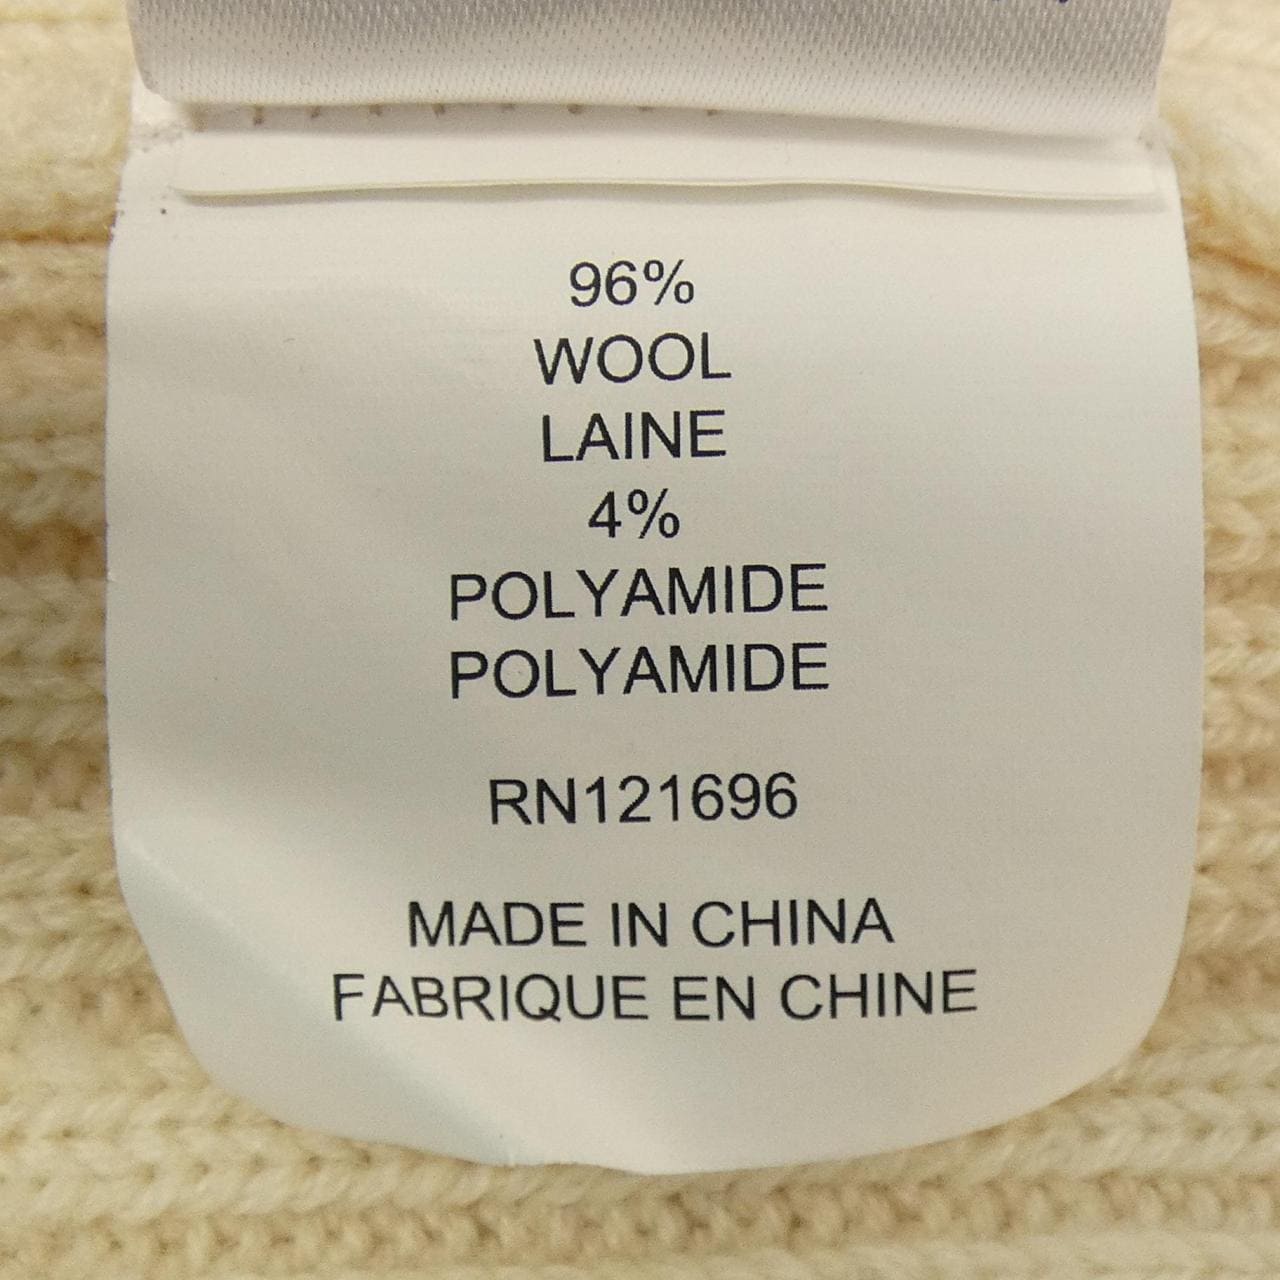 96%
WOOL
LAINE
4%
POLYAMIDE
POLYAMIDE
RN121696
MADE IN CHINA
FABRIQUE EN CHINE